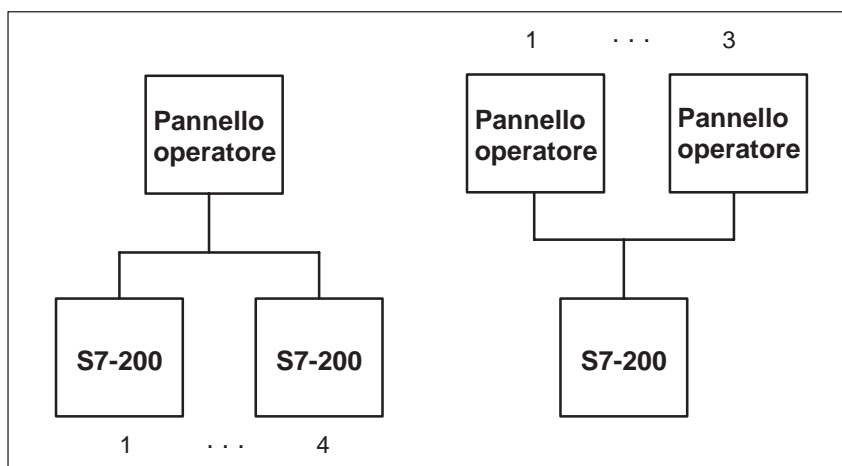 1 . . . 3
Pannello
operatore
Pannello
operatore
Pannello
operatore
S7-200
S7-200
S7-200
1 . . . 4